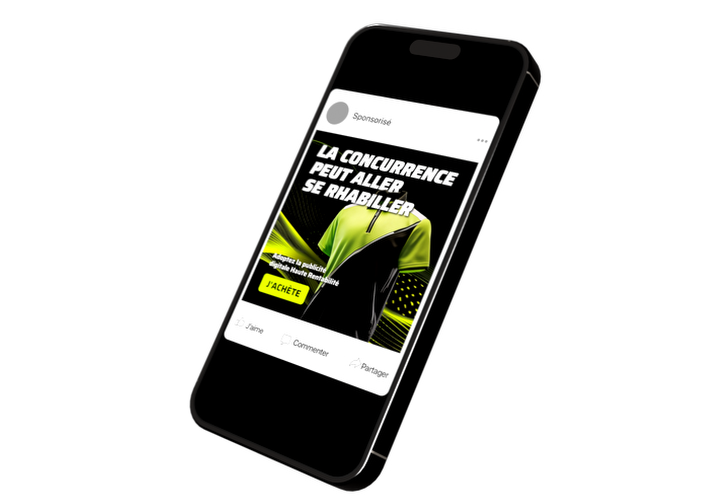 Sponsorisé
LA CONCURRENCE
PEUT ALLER
SE RHABILLER
Adoptez la publicité
digitale Haute Rentabilité
J'ACHÈTE
J'aime
Commenter
Partager